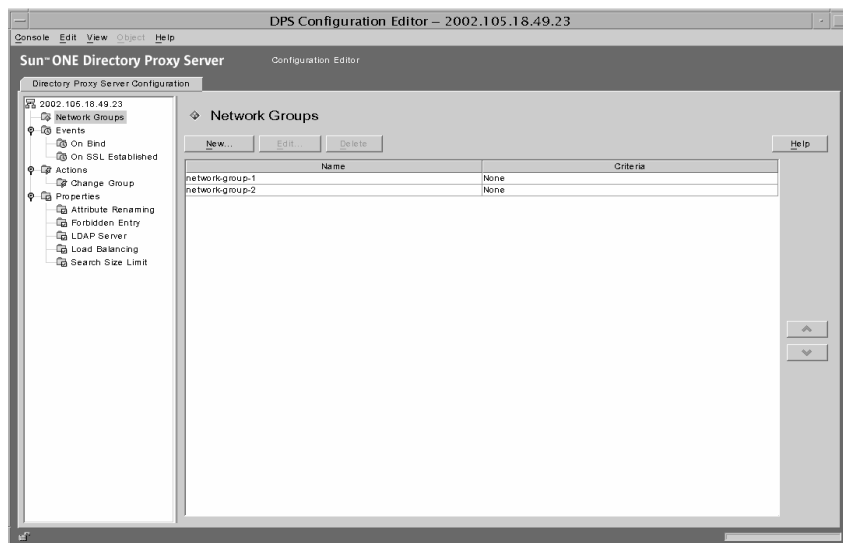 DPS Configuration Editor – 2002.105.18.49.23
Console Edit View Object Help
Sun™ ONE Directory Proxy Server Configuration Editor
Directory Proxy Server Configuration
2002.105.18.49.23
Network Groups
Events
On Bind
On SSL Established
Actions
Change Group
Properties
Attribute Renaming
Forbidden Entry
LDAP Server
Load Balancing
Search Size Limit
Network Groups
New... Edit... Delete Help
Name Criteria
network-group-1 None
network-group-2 None